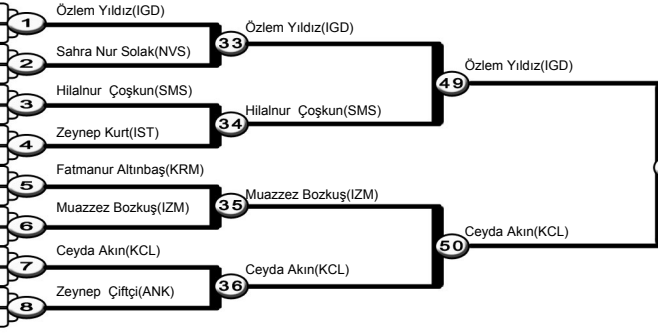 1 Özlem Yıldız(IGD)
2 Sahra Nur Solak(NVS)
33 Özlem Yıldız(IGD)
3 Hilalnur Çoşkun(SMS)
4 Zeynep Kurt(IST)
34 Hilalnur Çoşkun(SMS)
49 Özlem Yıldız(IGD)
5 Fatmanur Altınbaş(KRM)
6 Muazzez Bozkuş(IZM)
35 Muazzez Bozkuş(IZM)
7 Ceyda Akın(KCL)
8 Zeynep Çiftçi(ANK)
36 Ceyda Akın(KCL)
50 Ceyda Akın(KCL)